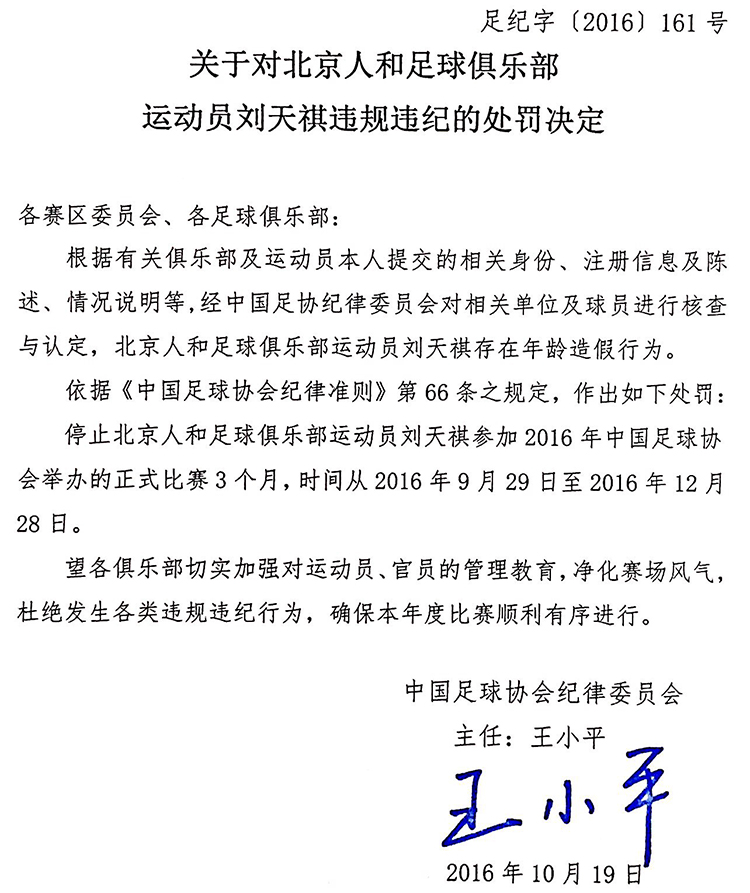 足纪字〔2016〕161 号
关于对北京人和足球俱乐部
运动员刘天祺违规违纪的处罚决定
各赛区委员会、各足球俱乐部：
根据有关俱乐部及运动员本人提交的相关身份、注册信息及陈
述、情况说明等,经中国足协纪律委员会对相关单位及球员进行核查
与认定，北京人和足球俱乐部运动员刘天祺存在年龄造假行为。
依据《中国足球协会纪律准则》第 66 条之规定，作出如下处罚：
停止北京人和足球俱乐部运动员刘天祺参加 2016 年中国足球协
会举办的正式比赛 3 个月,时间从 2016 年 9 月 29 日至 2016 年 12 月
28 日。
望各俱乐部切实加强对运动员、官员的管理教育,净化赛场风气,
杜绝发生各类违规违纪行为，确保本年度比赛顺利有序进行。
中国足球协会纪律委员会
主任：王小平
王小平
2016 年 10 月 19 日